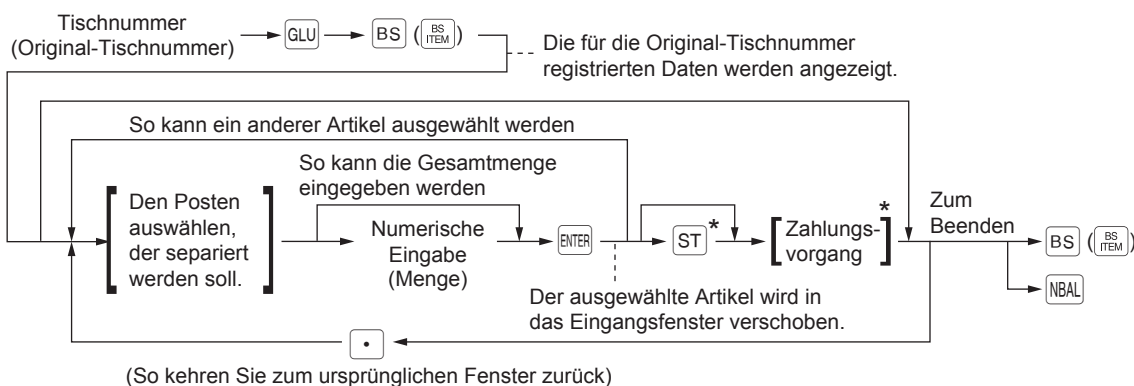 Tischnummer
(Original-Tischnummer)
GLU
BS (BS ITEM)
Die für die Original-Tischnummer
registrierten Daten werden angezeigt.
So kann ein anderer Artikel ausgewählt werden
So kann die Gesamtmenge
eingegeben werden
Den Posten
auswählen,
der separiert
werden soll.
Numerische
Eingabe
(Menge)
ENTER
ST*
Zahlungs-
vorgang
*
Zum
Beenden
BS (BS ITEM)
NBAL
Der ausgewählte Artikel wird in
das Eingangsfenster verschoben.
•
(So kehren Sie zum ursprünglichen Fenster zurück)